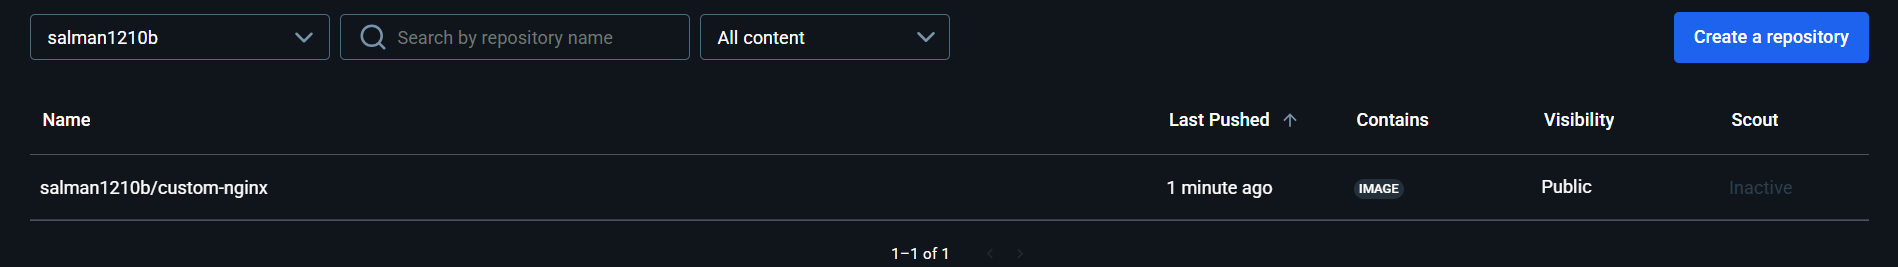 salman1210b Search by repository name All content Create a repository
Name Last Pushed Contains Visibility Scout
salman1210b/custom-nginx 1 minute ago IMAGE Public Inactive
1–1 of 1